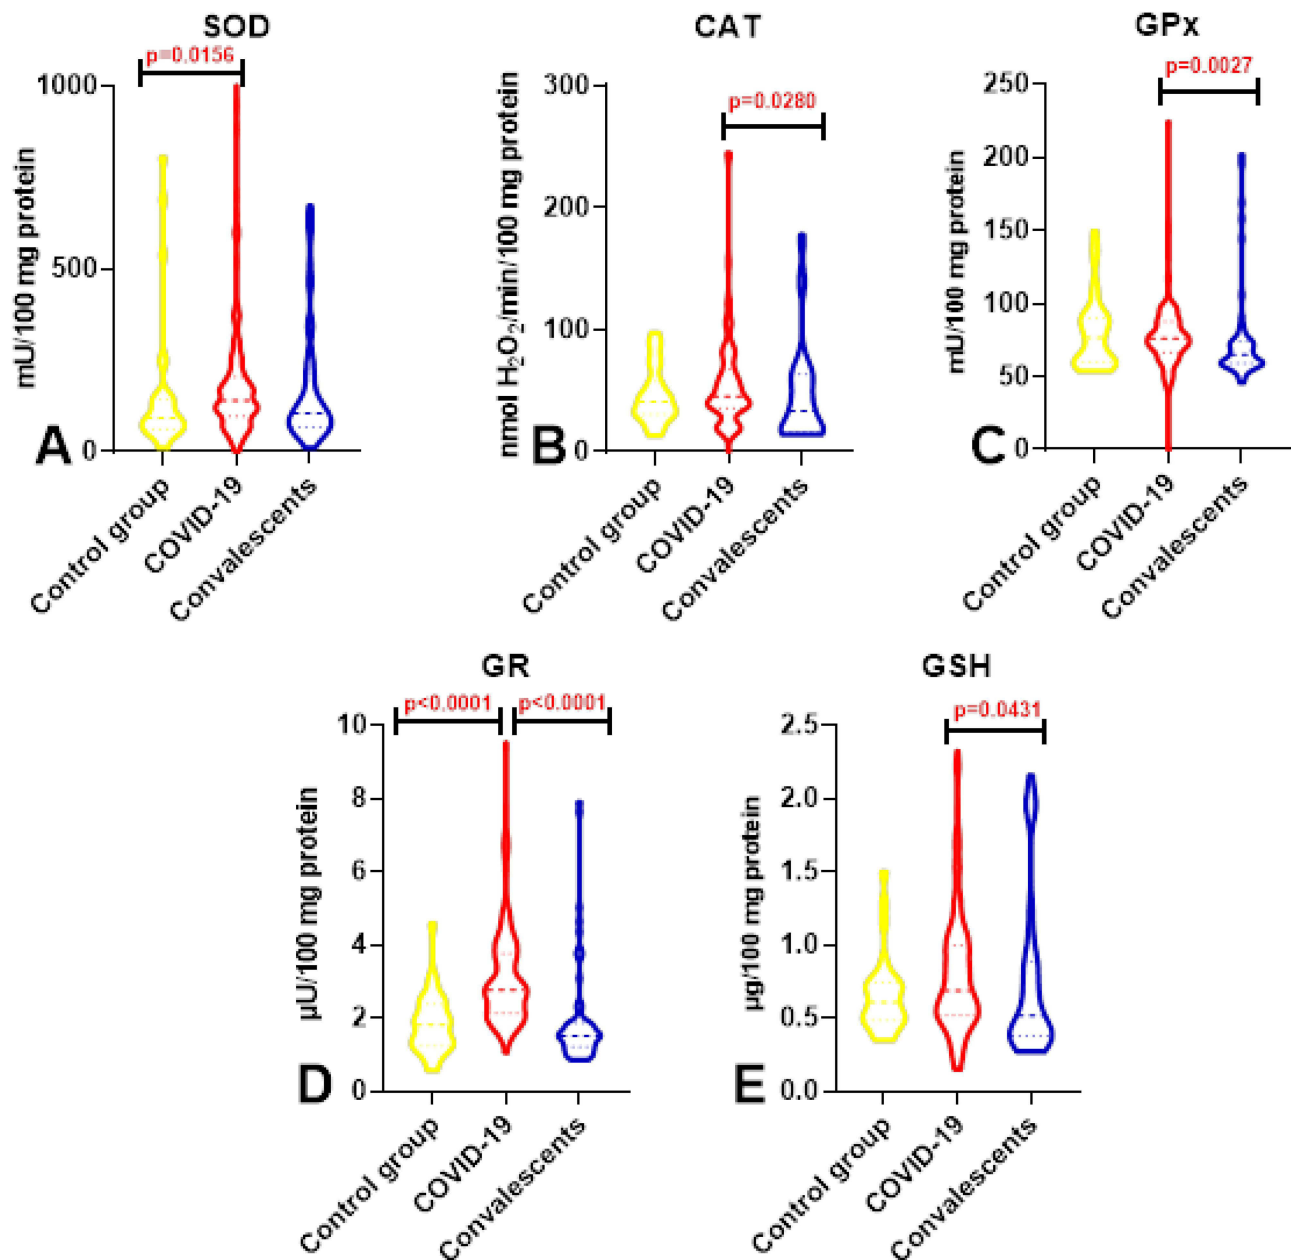 SOD
p=0.0156
mU/100 mg protein
1000
500
0
A
Control group
COVID-19
Convalescents
CAT
p=0.0280
nmol H₂O₂/min/100 mg protein
300
200
100
0
B
Control group
COVID-19
Convalescents
GPx
p=0.0027
mU/100 mg protein
250
200
150
100
50
0
C
Control group
COVID-19
Convalescents
GR
p<0.0001
p<0.0001
µU/100 mg protein
10
8
6
4
2
0
D
Control group
COVID-19
Convalescents
GSH
p=0.0431
µg/100 mg protein
2.5
2.0
1.5
1.0
0.5
0.0
E
Control group
COVID-19
Convalescents